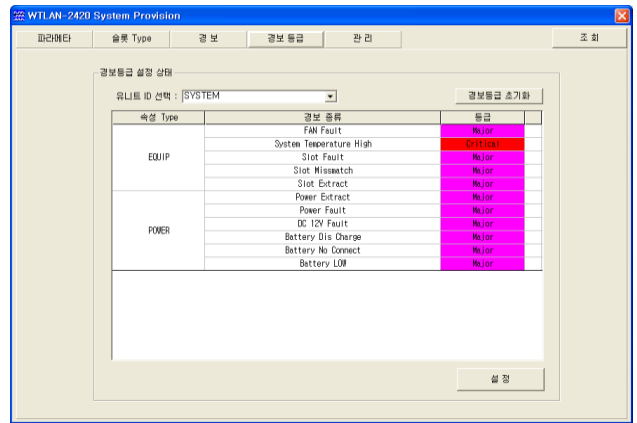 WTLAN-2420 System Provision
파라메타 슬롯 Type 경 보 경보 등급 관 리 조 회
경보등급 설정 상태
유니트 ID 선택 : SYSTEM 경보등급 초기화
속성 Type 경보 종류 등급
FAN Fault Major
System Temperature High Critical
EQUIP Slot Fault Major
Slot Missmatch Major
Slot Extract Major
Power Extract Major
Power Fault Major
DC 12V Fault Major
POWER
Battery Dis Charge Major
Battery No Connect Major
Battery LOW Major
설 정